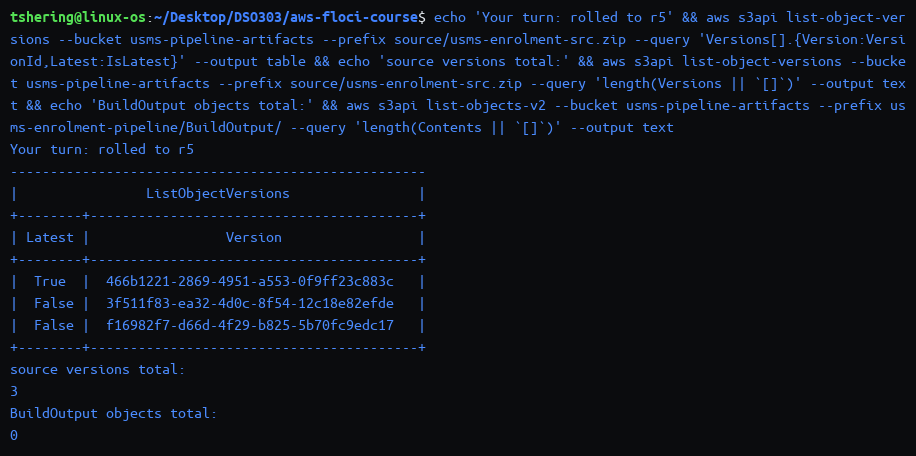 tshering@linux-os:~/Desktop/DSO303/aws-floci-course$ echo 'Your turn: rolled to r5' && aws s3api list-object-ver
sions --bucket usms-pipeline-artifacts --prefix source/usms-enrolment-src.zip --query 'Versions[].{Version:Versi
onId,Latest:IsLatest}' --output table && echo 'source versions total:' && aws s3api list-object-versions --bucke
t usms-pipeline-artifacts --prefix source/usms-enrolment-src.zip --query 'length(Versions || `[]`)' --output tex
t && echo 'BuildOutput objects total:' && aws s3api list-objects-v2 --bucket usms-pipeline-artifacts --prefix us
ms-enrolment-pipeline/BuildOutput/ --query 'length(Contents || `[]`)' --output text
Your turn: rolled to r5
---------------------------------------------------
|                ListObjectVersions                |
+--------+-----------------------------------------+
| Latest |                 Version                 |
+--------+-----------------------------------------+
|  True  |  466b1221-2869-4951-a553-0f9ff23c883c   |
|  False |  3f511f83-ea32-4d0c-8f54-12c18e82efde   |
|  False |  f16982f7-d66d-4f29-b825-5b70fc9edc17   |
+--------+-----------------------------------------+
source versions total:
3
BuildOutput objects total:
0